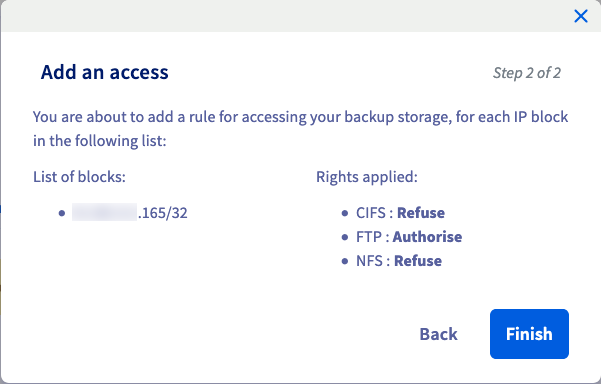 Add an access
Step 2 of 2
You are about to add a rule for accessing your backup storage, for each IP block
in the following list:
List of blocks:
.165/32
Rights applied:
CIFS : Refuse
FTP : Authorise
NFS : Refuse
Back
Finish